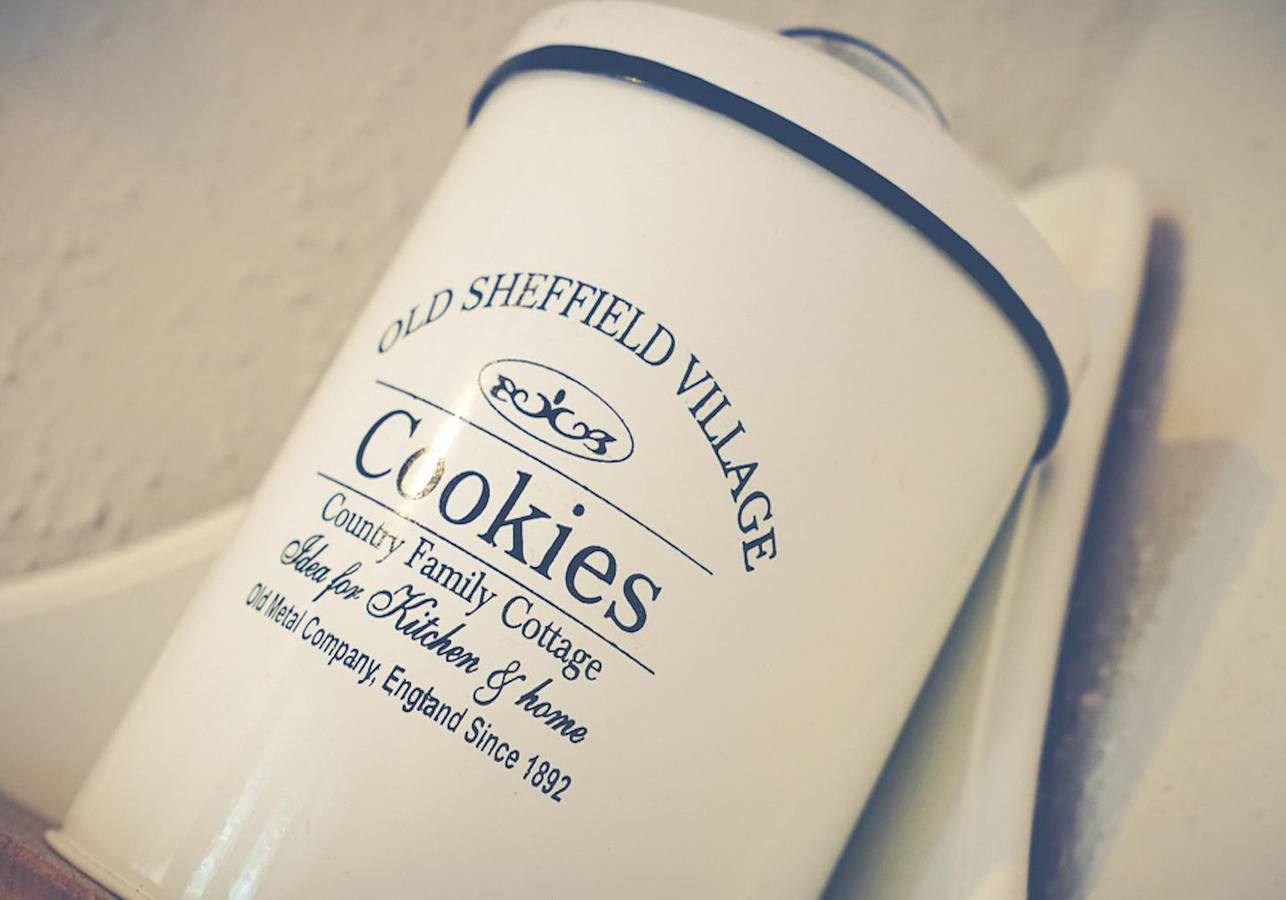 OLD SHEFFIELD VILLAGE
Cookies
Country Family Cottage
Idea for Kitchen & home
Old Metal Company, England Since 1892